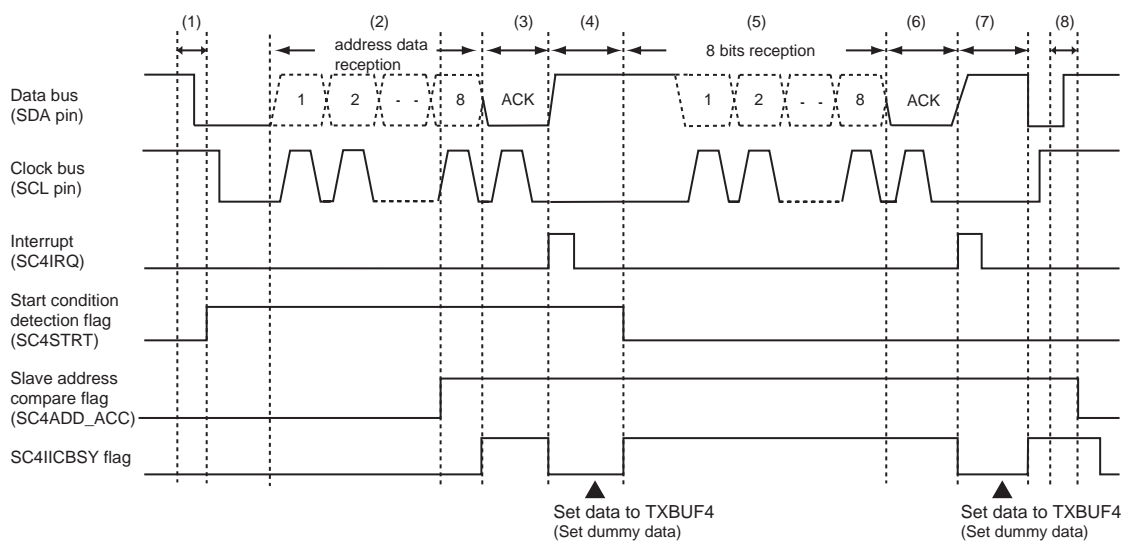 (1) (2) (3) (4) (5) (6) (7) (8)
address data
reception
8 bits reception
Data bus
(SDA pin)
1 2 - - 8 ACK 1 2 - - 8 ACK
Clock bus
(SCL pin)
Interrupt
(SC4IRQ)
Start condition
detection flag
(SC4STRT)
Slave address
compare flag
(SC4ADD_ACC)
SC4IICBSY flag
Set data to TXBUF4
(Set dummy data)
Set data to TXBUF4
(Set dummy data)